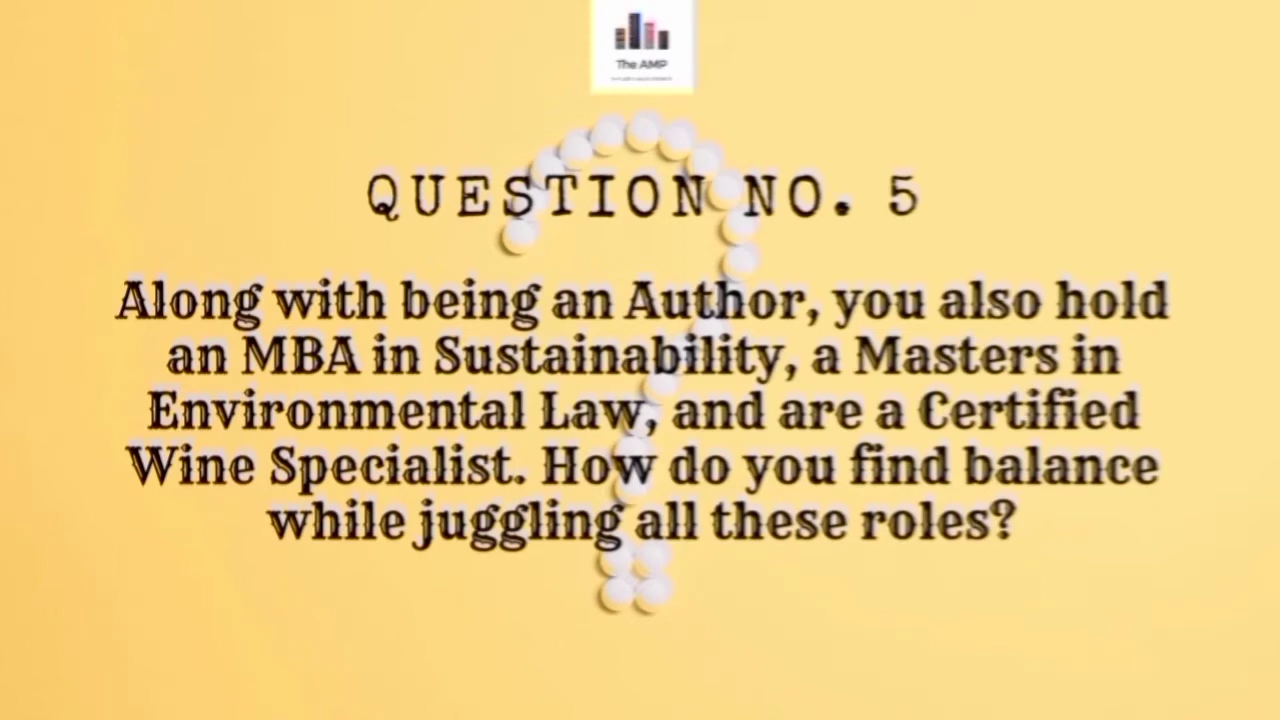 The AMP
QUESTION NO. 5
Along with being an Author, you also hold
an MBA in Sustainability, a Masters in
Environmental Law, and are a Certified
Wine Specialist. How do you find balance
while juggling all these roles?